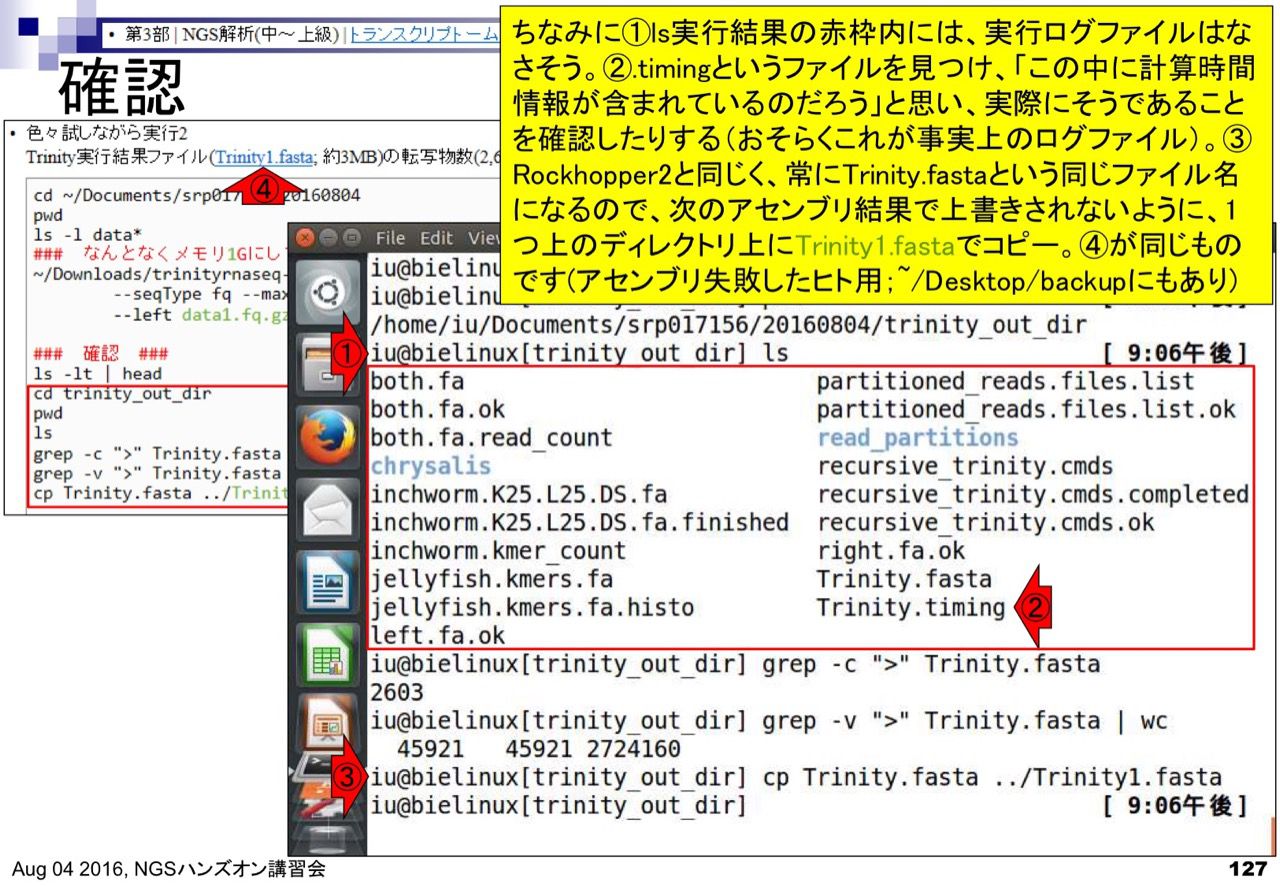 • 第3部 | NGS解析(中～上級) | トランスクリプトーム
ちなみに①ls実行結果の赤枠内には、実行ログファイルはな
さそう。②.timingというファイルを見つけ、「この中に計算時間
情報が含まれているのだろう」と思い、実際にそうであること
を確認したりする（おそらくこれが事実上のログファイル）。③
Rockhopper2と同じく、常にTrinity.fastaという同じファイル名
になるので、次のアセンブリ結果で上書きされないように、1
つ上のディレクトリ上にTrinity1.fastaでコピー。④が同じもの
です(アセンブリ失敗したヒト用；~/Desktop/backupにもあり)
確認
• 色々試しながら実行2
Trinity実行結果ファイル(Trinity1.fasta; 約3MB)の転写物数(2,6
④
cd ~/Documents/srp017 20160804
pwd
ls -l data*
### なんとなくメモリ1Gにし
~/Downloads/trinityrnaseq-
--seqType fq --max
--left data1.fq.gz
### 確認 ###
ls -lt | head
cd trinity_out_dir
pwd
ls
grep -c ">" Trinity.fasta
grep -v ">" Trinity.fasta
cp Trinity.fasta ../Trinit
File Edit View
iu@bielinu
iu@bielinu
/home/iu/Documents/srp017156/20160804/trinity_out_dir
① iu@bielinux[trinity_out_dir] ls [ 9:06午後]
both.fa partitioned_reads.files.list
both.fa.ok partitioned_reads.files.list.ok
both.fa.read_count read_partitions
chrysalis recursive_trinity.cmds
inchworm.K25.L25.DS.fa recursive_trinity.cmds.completed
inchworm.K25.L25.DS.fa.finished recursive_trinity.cmds.ok
inchworm.kmer_count right.fa.ok
jellyfish.kmers.fa Trinity.fasta
jellyfish.kmers.fa.histo Trinity.timing ②
left.fa.ok
iu@bielinux[trinity_out_dir] grep -c ">" Trinity.fasta
2603
iu@bielinux[trinity_out_dir] grep -v ">" Trinity.fasta | wc
45921 45921 2724160
③ iu@bielinux[trinity_out_dir] cp Trinity.fasta ../Trinity1.fasta
iu@bielinux[trinity_out_dir] [ 9:06午後]
Aug 04 2016, NGSハンズオン講習会
127